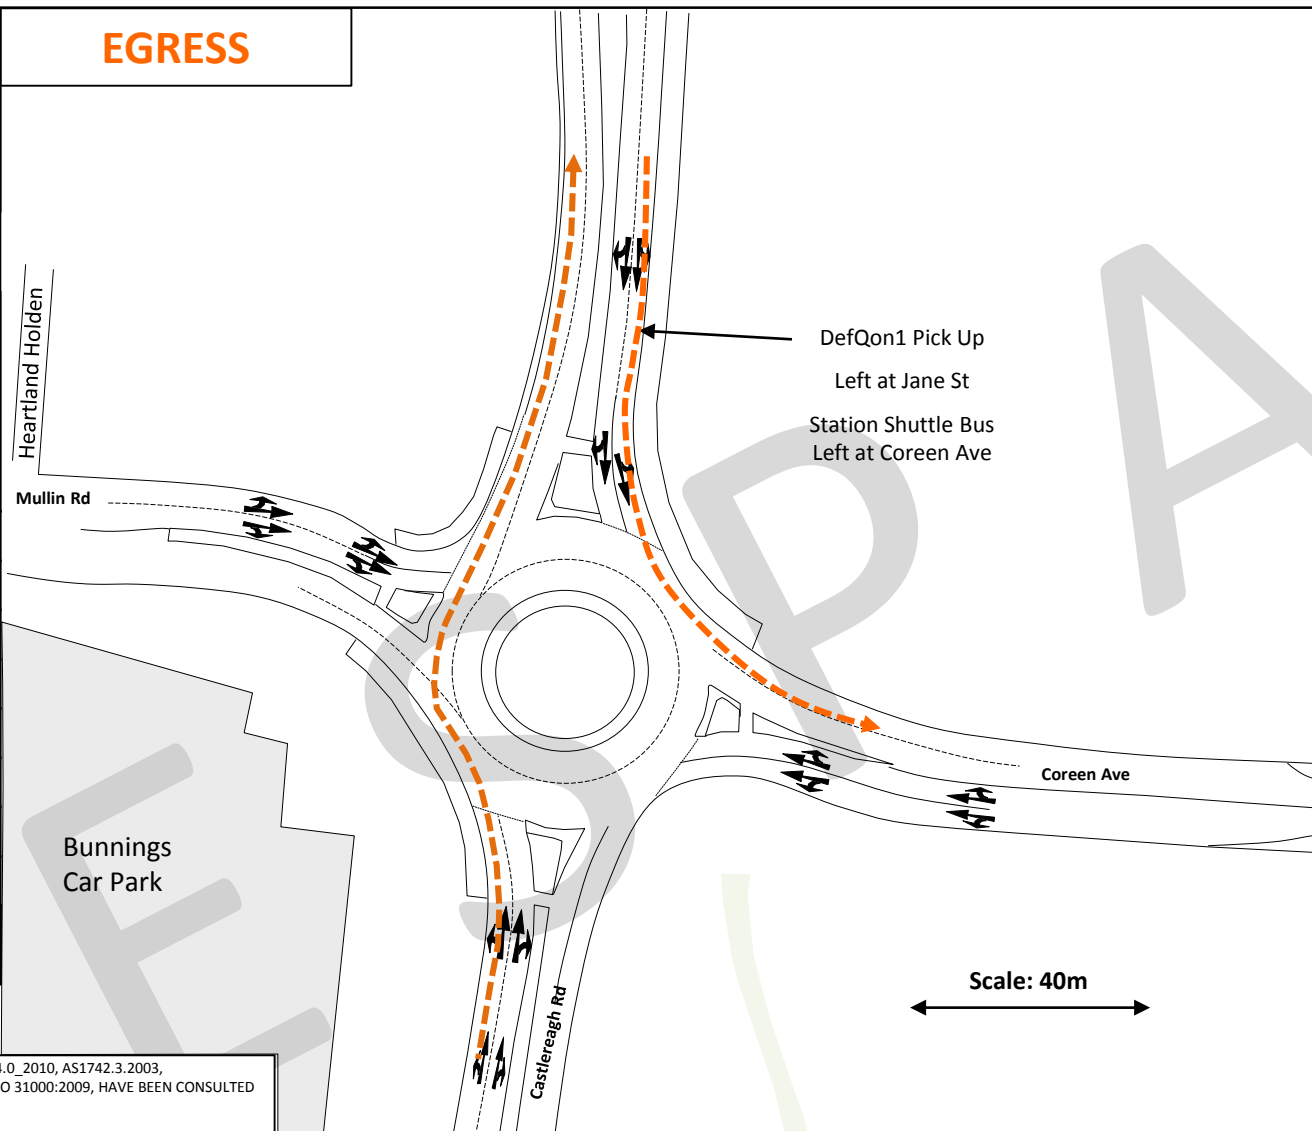 EGRESS
Heartland Holden
DefQon1 Pick Up
Left at Jane St
Station Shuttle Bus
Left at Coreen Ave
Mullin Rd
Coreen Ave
Bunnings
Car Park
Castlereagh Rd
Scale: 40m
.0_2010, AS1742.3.2003,
O 31000:2009, HAVE BEEN CONSULTED
E S P A